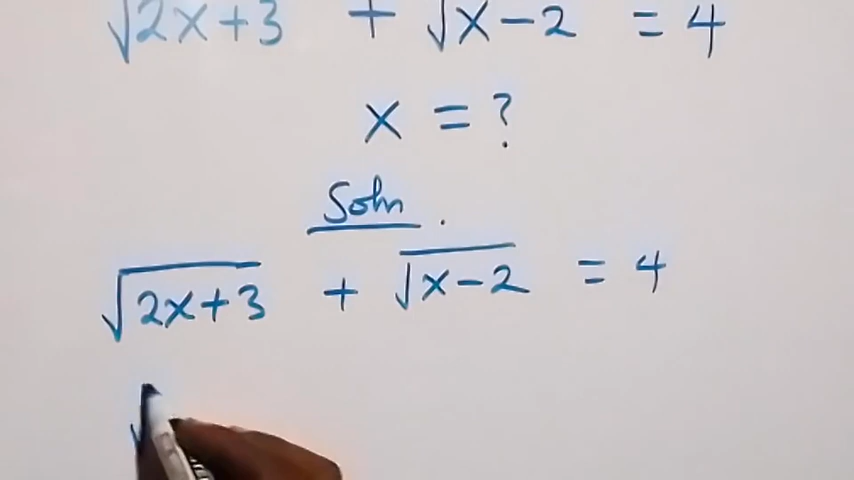 √2x+3 + √x-2 = 4
x = ?
Soln.
√2x+3 + √x-2 = 4